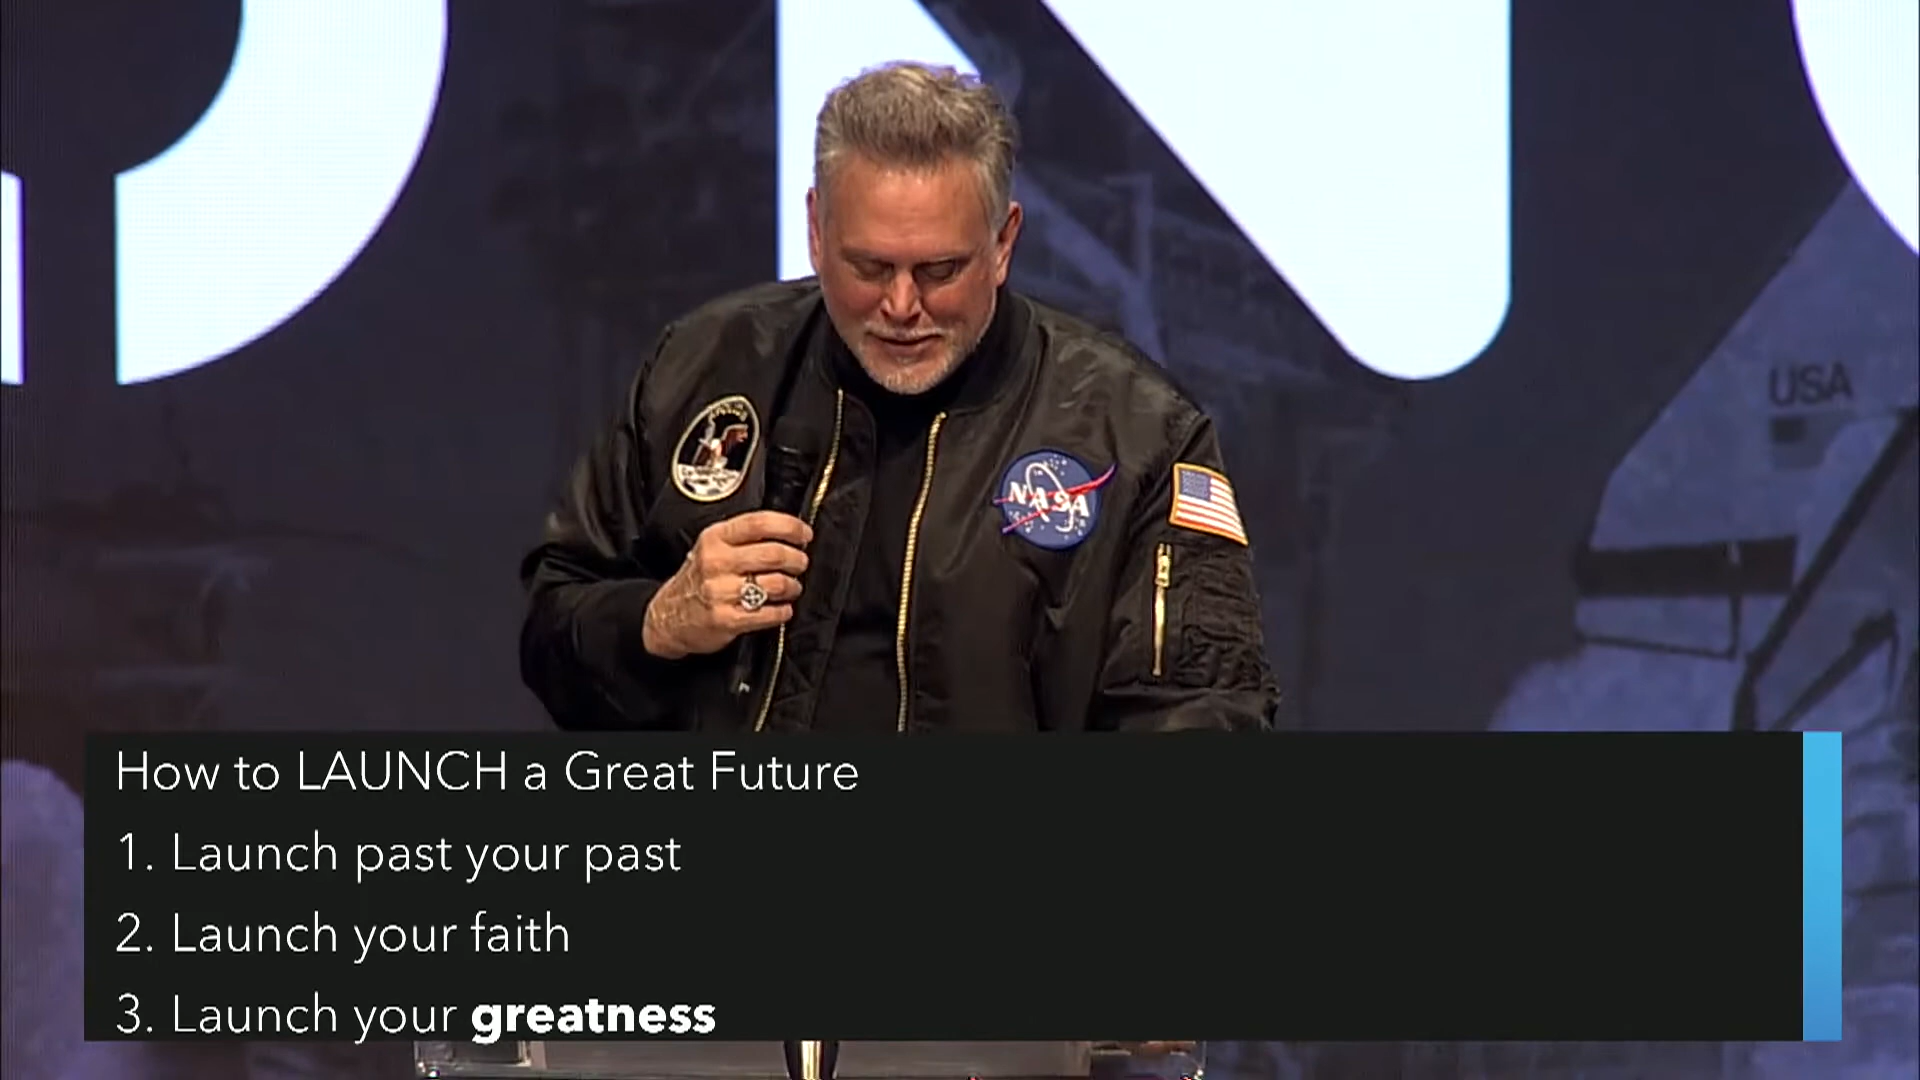 USA
NASA
How to LAUNCH a Great Future
1. Launch past your past
2. Launch your faith
3. Launch your greatness